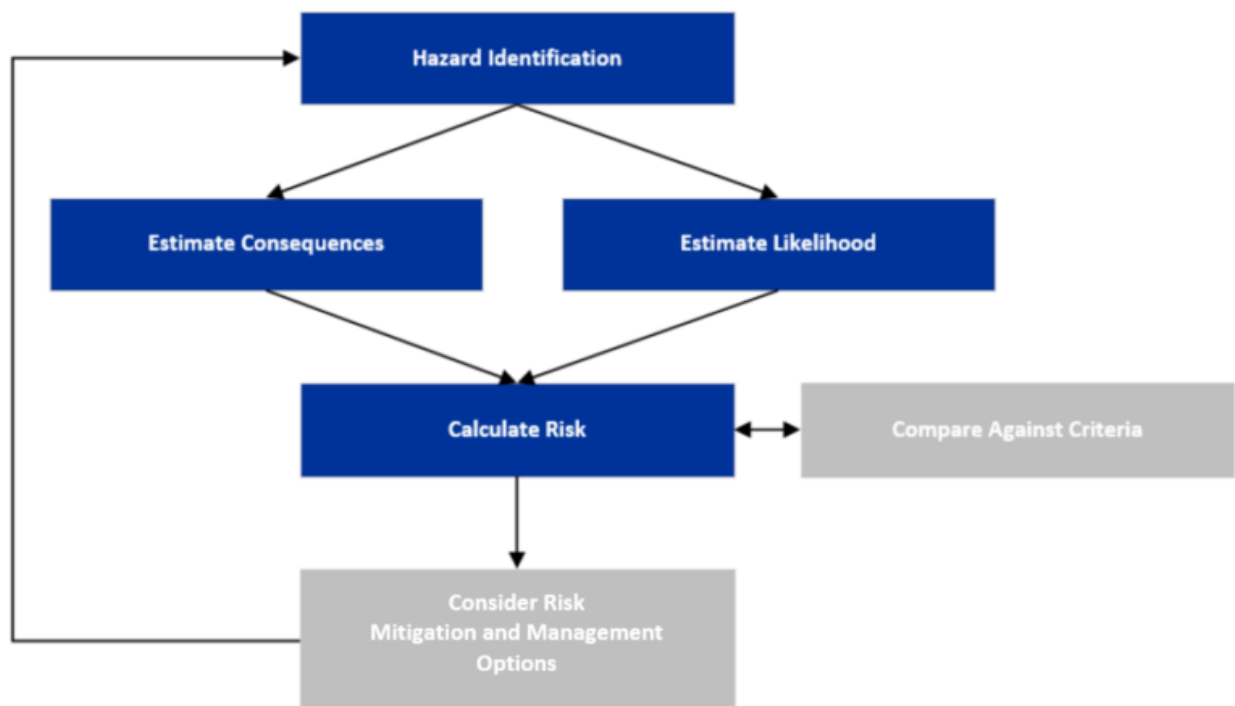 Hazard Identification
Estimate Consequences
Estimate Likelihood
Calculate Risk
Compare Against Criteria
Consider Risk
Mitigation and Management
Options